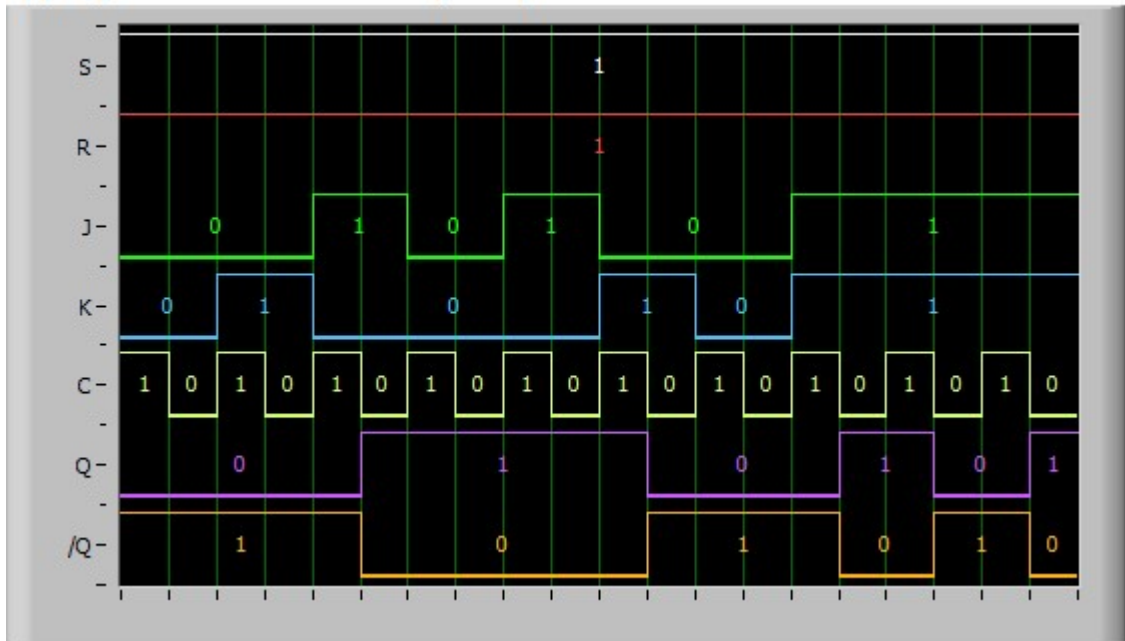 S- 1
R- 1
J- 0 1 0 1 0 1
K- 0 1 0 1 0 1
C- 1 0 1 0 1 0 1 0 1 0 1 0 1 0 1 0 1 0 1 0
Q- 0 1 0 1 0 1
/Q- 1 0 1 0 1 0